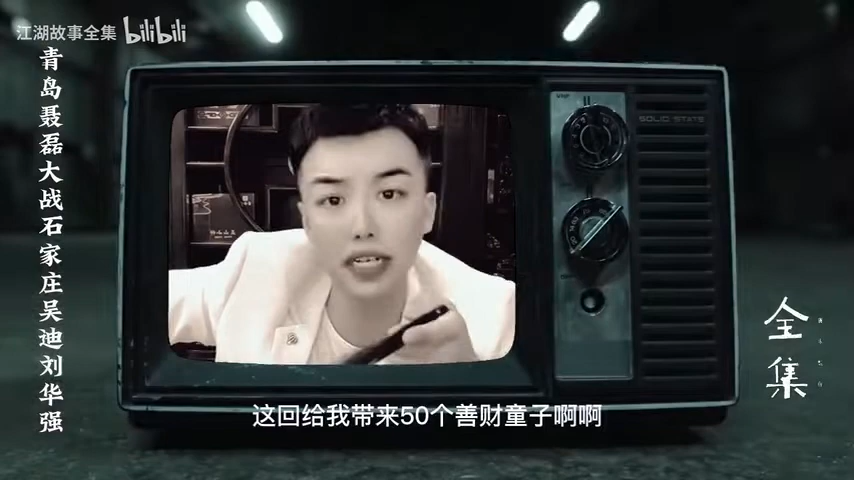 江湖故事全集 bilibili
青岛聂磊大战石家庄吴迪刘华强
SOLID STATE
全集
这回给我带来50个善财童子啊啊